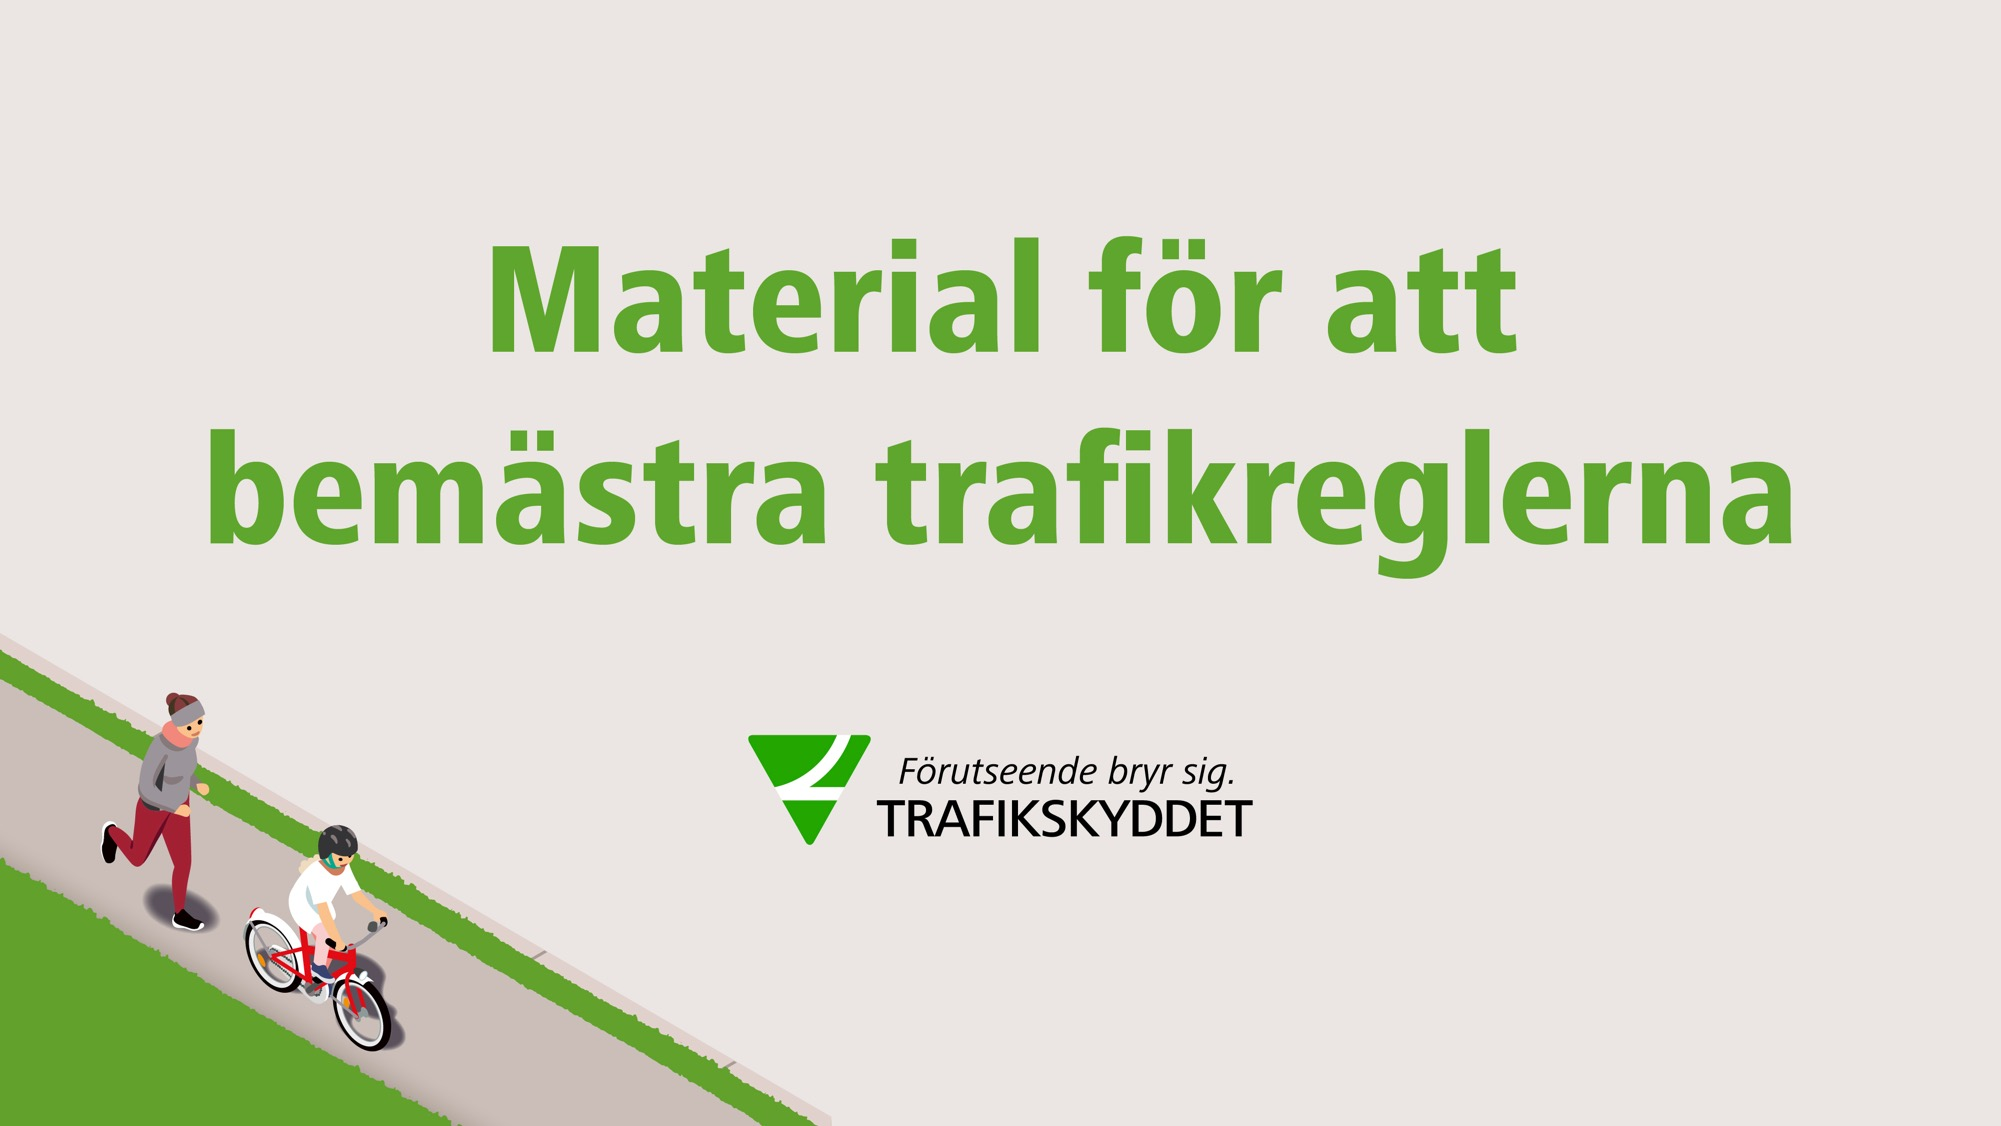 Material för att
bemästra trafikreglerna
Förutseende bryr sig.
TRAFIKSKYDDET